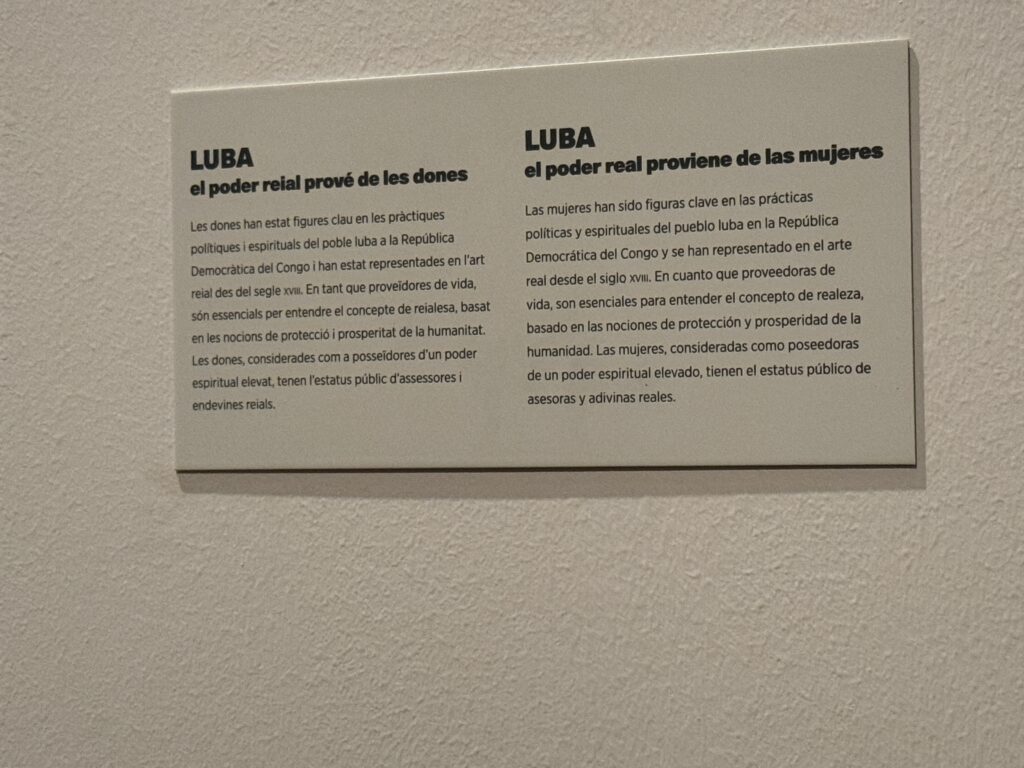 LUBA
el poder reial prové de les dones
Les dones han estat figures clau en les pràctiques
polítiques i espirituals del poble luba a la República
Democràtica del Congo i han estat representades en l'art
reial des del segle XVIII. En tant que proveïdores de vida,
són essencials per entendre el concepte de reialesa, basat
en les nocions de protecció i prosperitat de la humanitat.
Les dones, considerades com a posseïdores d'un poder
espiritual elevat, tenen l'estatus públic d'assessores i
endevines reials.
LUBA
el poder real proviene de las mujeres
Las mujeres han sido figuras clave en las prácticas
políticas y espirituales del pueblo luba en la República
Democrática del Congo y se han representado en el arte
real desde el siglo XVIII. En cuanto que proveedoras de
vida, son esenciales para entender el concepto de realeza,
basado en las nociones de protección y prosperidad de la
humanidad. Las mujeres, consideradas como poseedoras
de un poder espiritual elevado, tienen el estatus público de
asesoras y adivinas reales.